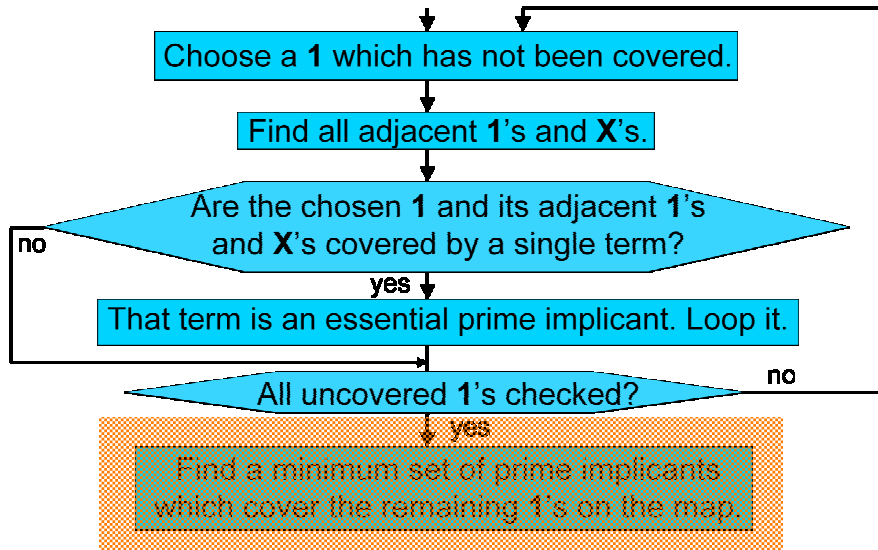 Choose a 1 which has not been covered.
Find all adjacent 1's and X's.
Are the chosen 1 and its adjacent 1's
and X's covered by a single term?
no
yes
That term is an essential prime implicant. Loop it.
All uncovered 1's checked?
no
yes
Find a minimum set of prime implicants
which cover the remaining 1's on the map.